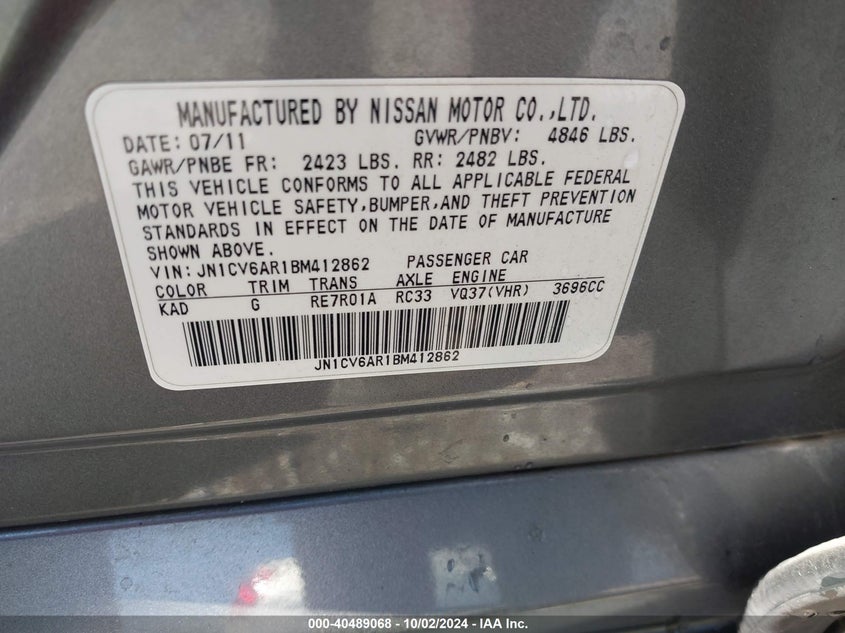 MANUFACTURED BY NISSAN MOTOR CO.,LTD.
DATE: 07/11 GVWR/PNBV: 4846 LBS.
GAWR/PNBE FR: 2423 LBS. RR: 2482 LBS.
THIS VEHICLE CONFORMS TO ALL APPLICABLE FEDERAL
MOTOR VEHICLE SAFETY,BUMPER,AND THEFT PREVENTION
STANDARDS IN EFFECT ON THE DATE OF MANUFACTURE
SHOWN ABOVE.
VIN: JN1CV6AR1BM412862 PASSENGER CAR
COLOR TRIM TRANS AXLE ENGINE
KAD G RE7R01A RC33 VQ37(VHR) 3696CC
JN1CV6AR1BM412862
000-40489068 - 10/02/2024 - IAA Inc.